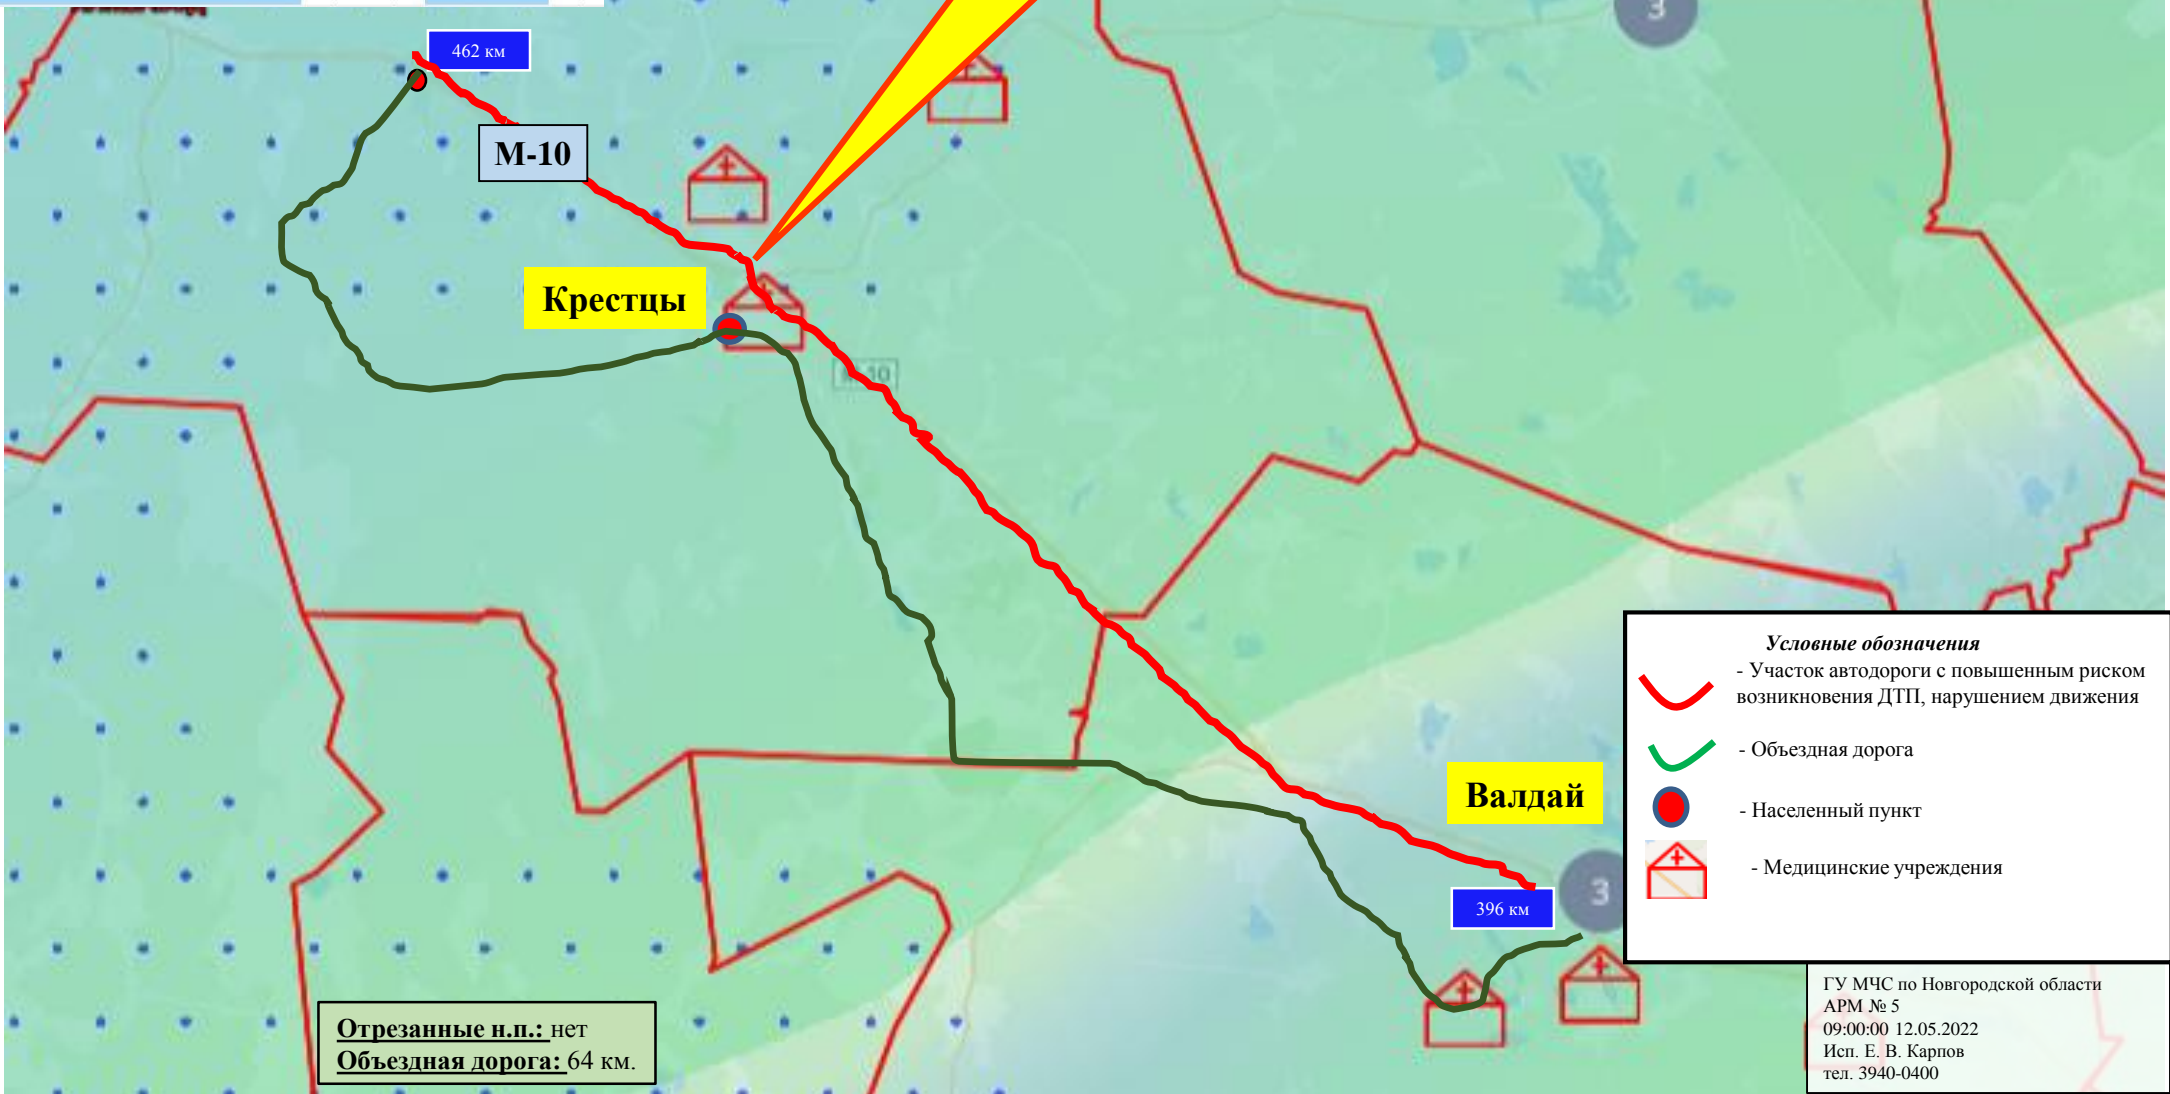 3
462 км
М-10
Крестцы
М-10
Условные обозначения
- Участок автодороги с повышенным риском
возникновения ДТП, нарушением движения
- Объездная дорога
- Населенный пункт
- Медицинские учреждения
Валдай
3
396 км
ГУ МЧС по Новгородской области
АРМ № 5
09:00:00 12.05.2022
Исп. Е. В. Карпов
тел. 3940-0400
Отрезанные н.п.: нет
Объездная дорога: 64 км.